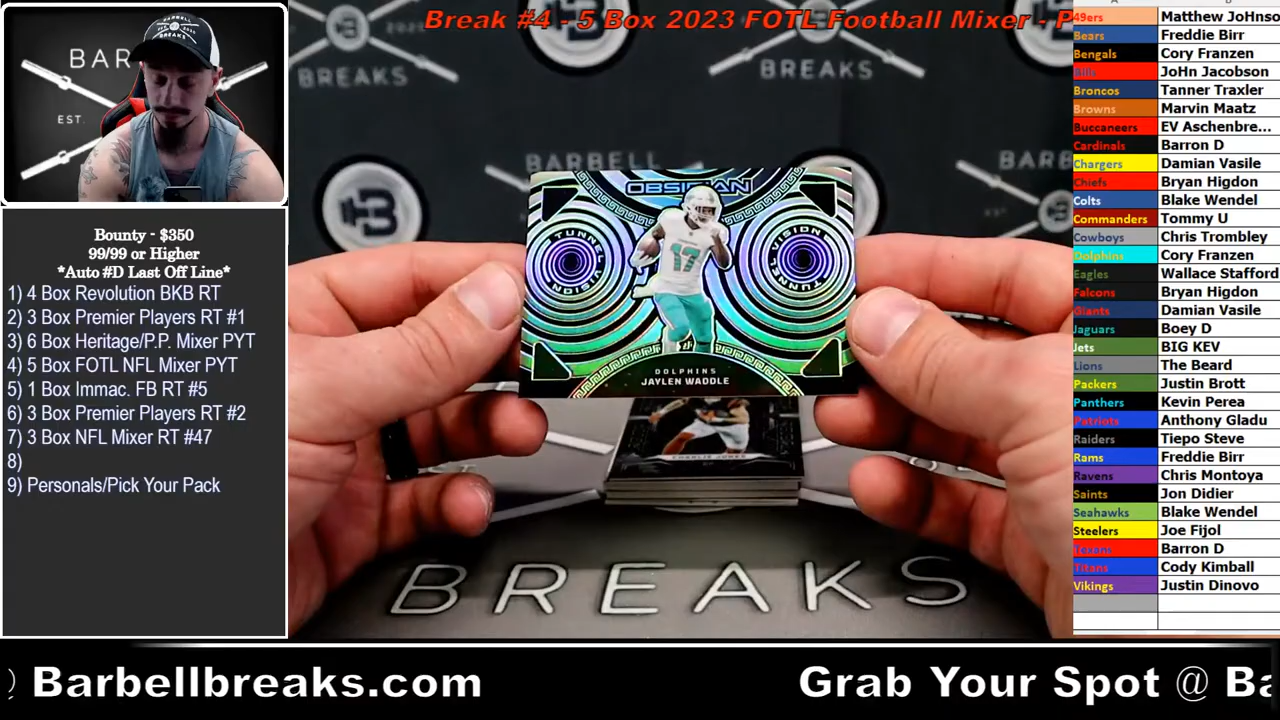 Break #4 - 5 Box 2023 FOTL Football Mixer - P
BAR
EST.
BREAKS
BREAKS
BARBELL
BARB
Bounty - $350
99/99 or Higher
*Auto #D Last Off Line*
1) 4 Box Revolution BKB RT
2) 3 Box Premier Players RT #1
3) 6 Box Heritage/P.P. Mixer PYT
4) 5 Box FOTL NFL Mixer PYT
5) 1 Box Immac. FB RT #5
6) 3 Box Premier Players RT #2
7) 3 Box NFL Mixer RT #47
8)
9) Personals/Pick Your Pack
OBSIDIAN
TUNNEL VISION
TUNNEL VISION
17
DOLPHINS
JAYLEN WADDLE
CHARLIE JONES
BREAKS
49ers Matthew JoHnso
Bears Freddie Birr
Bengals Cory Franzen
Bills JoHn Jacobson
Broncos Tanner Traxler
Browns Marvin Maatz
Buccaneers EV Aschenbre...
Cardinals Barron D
Chargers Damian Vasile
Chiefs Bryan Higdon
Colts Blake Wendel
Commanders Tommy U
Cowboys Chris Trombley
Dolphins Cory Franzen
Eagles Wallace Stafford
Falcons Bryan Higdon
Giants Damian Vasile
Jaguars Boey D
Jets BIG KEV
Lions The Beard
Packers Justin Brott
Panthers Kevin Perea
Patriots Anthony Gladu
Raiders Tiepo Steve
Rams Freddie Birr
Ravens Chris Montoya
Saints Jon Didier
Seahawks Blake Wendel
Steelers Joe Fijol
Texans Barron D
Titans Cody Kimball
Vikings Justin Dinovo
@ Barbellbreaks.com Grab Your Spot @ Ba